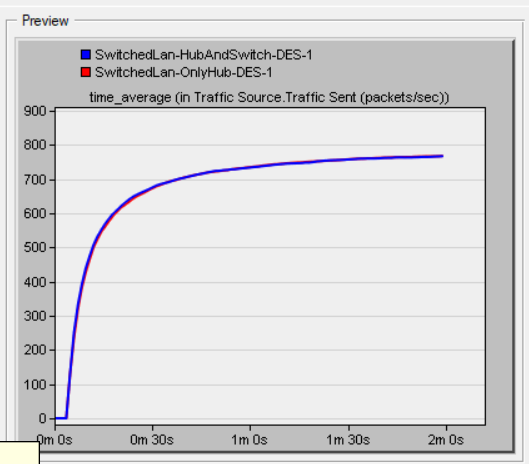 Preview
SwitchedLan-HubAndSwitch-DES-1
SwitchedLan-OnlyHub-DES-1
time_average (in Traffic Source.Traffic Sent (packets/sec))
900
800
700
600
500
400
300
200
100
0
0m 0s
0m 30s
1m 0s
1m 30s
2m 0s